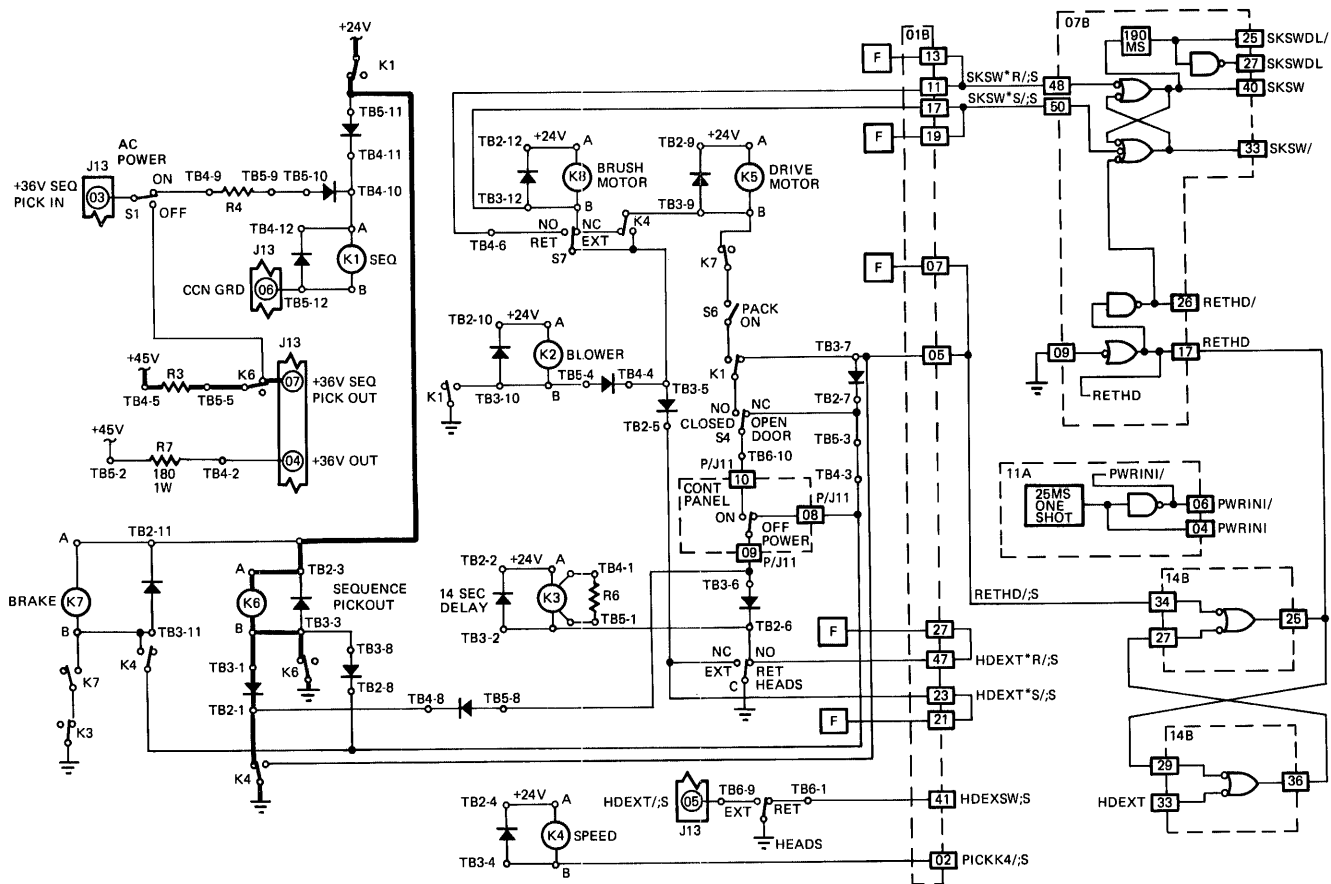 +24V
K1
TB5-11
AC POWER
TB4-11
J13
+36V SEQ PICK IN
03
ON
S1
OFF
TB4-9
R4
TB5-9
TB5-10
TB4-10
TB4-12
A
J13
K1
SEQ
CCN GRD
06
TB5-12
B
J13
+45V
R3
K6
07
+36V SEQ PICK OUT
TB4-5
TB5-5
+45V
R7
04
+36V OUT
TB5-2
180
1W
TB4-2
A
TB2-11
A
TB2-3
SEQUENCE PICKOUT
BRAKE
K7
K6
B
TB3-11
B
TB3-3
K4
TB3-1
K6
TB3-8
K7
TB2-1
TB2-8
K3
K4
TB4-8
TB5-8
TB2-12
+24V
A
K8
BRUSH MOTOR
TB3-12
B
TB2-9
+24V
A
K5
DRIVE MOTOR
TB3-9
B
TB4-6
NO
RET
NC
EXT
K4
S7
K7
S6
PACK ON
TB2-10
+24V
A
K2
BLOWER
TB5-4
TB4-4
K1
TB3-10
B
TB3-5
TB2-5
K1
TB3-7
TB2-7
NO
CLOSED
NC
OPEN
S4
DOOR
TB5-3
TB6-10
TB4-3
P/J11
10
CONT PANEL
P/J11
ON
08
OFF
POWER
09
P/J11
TB3-6
TB2-2
+24V
A
TB4-1
14 SEC DELAY
K3
R6
TB3-2
B
TB5-1
TB2-6
NC
EXT
NO
RET
C
HEADS
TB2-4
+24V
A
K4
SPEED
TB3-4
B
HDEXT/;S
05
J13
TB6-9
EXT
RET
TB6-1
HEADS
01B
F
13
11
SKSW*R/;S
17
SKSW*S/;S
F
19
F
07
05
F
27
47
HDEXT*R/;S
23
HDEXT*S/;S
F
21
41
HDEXSW;S
02
PICKK4/;S
07B
190 MS
25
SKSWDL/
27
SKSWDL
48
40
SKSW
50
33
SKSW/
26
RETHD/
09
17
RETHD
RETHD
11A
PWRINI/
25MS ONE SHOT
06
PWRINI/
04
PWRINI
14B
RETHD/;S
34
27
25
14B
29
HDEXT
33
36